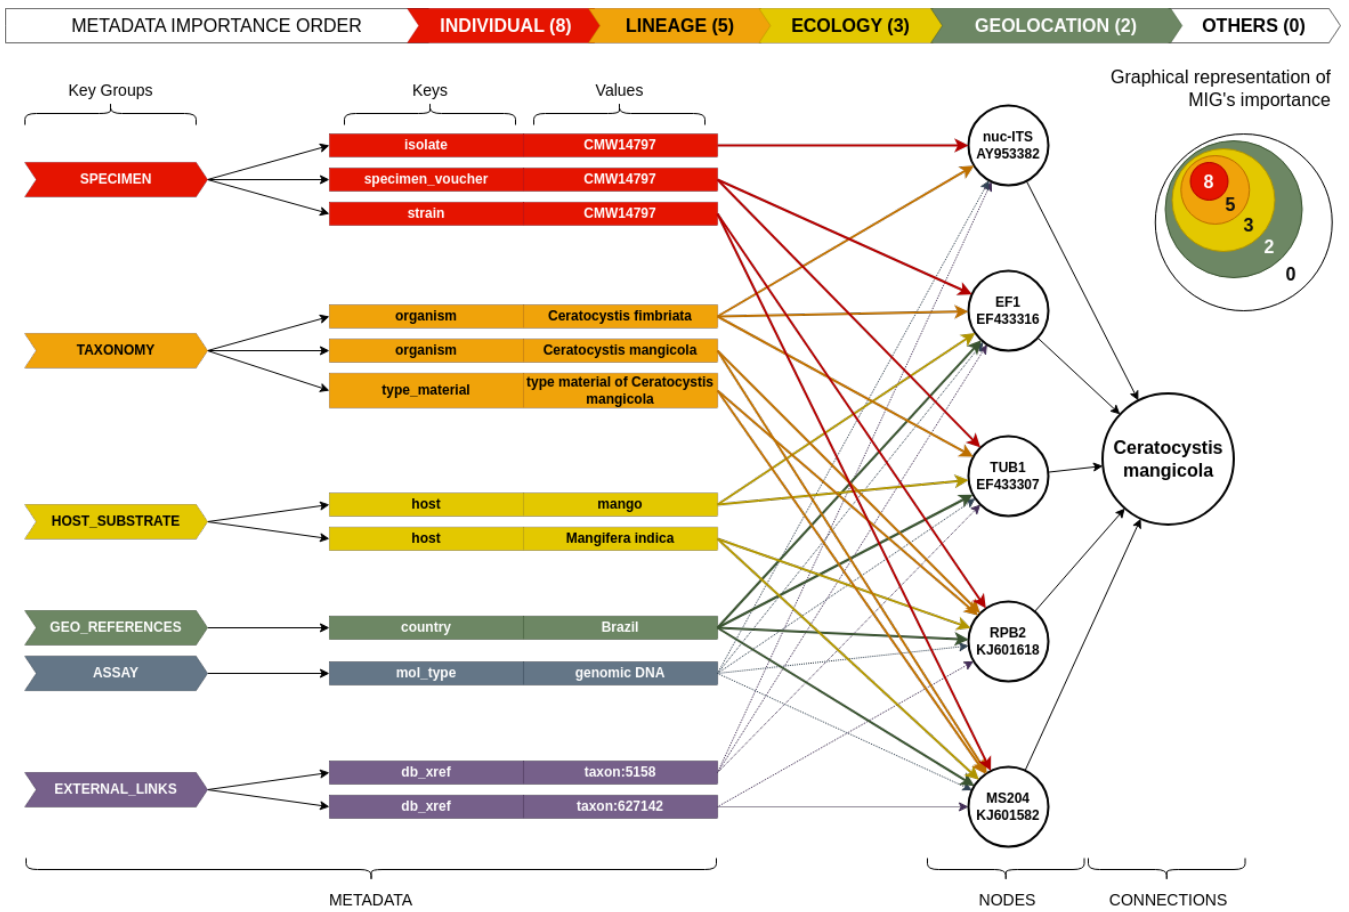 METADATA IMPORTANCE ORDER
INDIVIDUAL (8)
LINEAGE (5)
ECOLOGY (3)
GEOLOCATION (2)
OTHERS (0)
Graphical representation of
MIG's importance
8
5
3
2
0
Key Groups
Keys
Values
SPECIMEN
isolate
CMW14797
specimen_voucher
CMW14797
strain
CMW14797
TAXONOMY
organism
Ceratocystis fimbriata
organism
Ceratocystis mangicola
type_material
type material of Ceratocystis
mangicola
HOST_SUBSTRATE
host
mango
host
Mangifera indica
GEO_REFERENCES
country
Brazil
ASSAY
mol_type
genomic DNA
EXTERNAL_LINKS
db_xref
taxon:5158
db_xref
taxon:627142
nuc-ITS
AY953382
EF1
EF433316
TUB1
EF433307
RPB2
KJ601618
MS204
KJ601582
Ceratocystis
mangicola
METADATA
NODES
CONNECTIONS